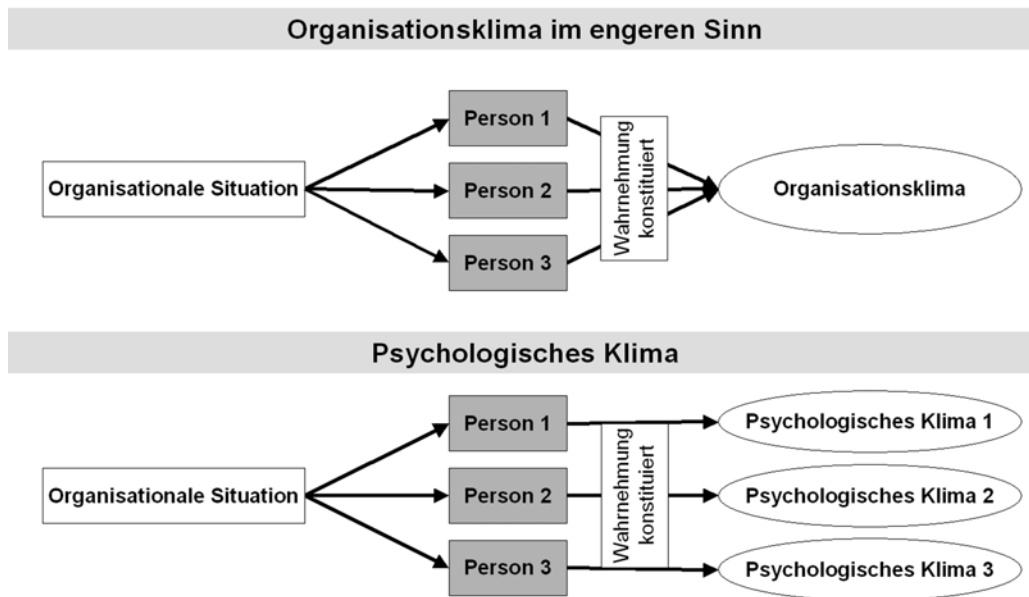 Organisationsklima im engeren Sinn
Person 1
Organisationale Situation
Person 2
Person 3
Wahrnehmung
konstituiert
Organisationsklima
Psychologisches Klima
Person 1
Organisationale Situation
Person 2
Person 3
Wahrnehmung
konstituiert
Psychologisches Klima 1
Psychologisches Klima 2
Psychologisches Klima 3